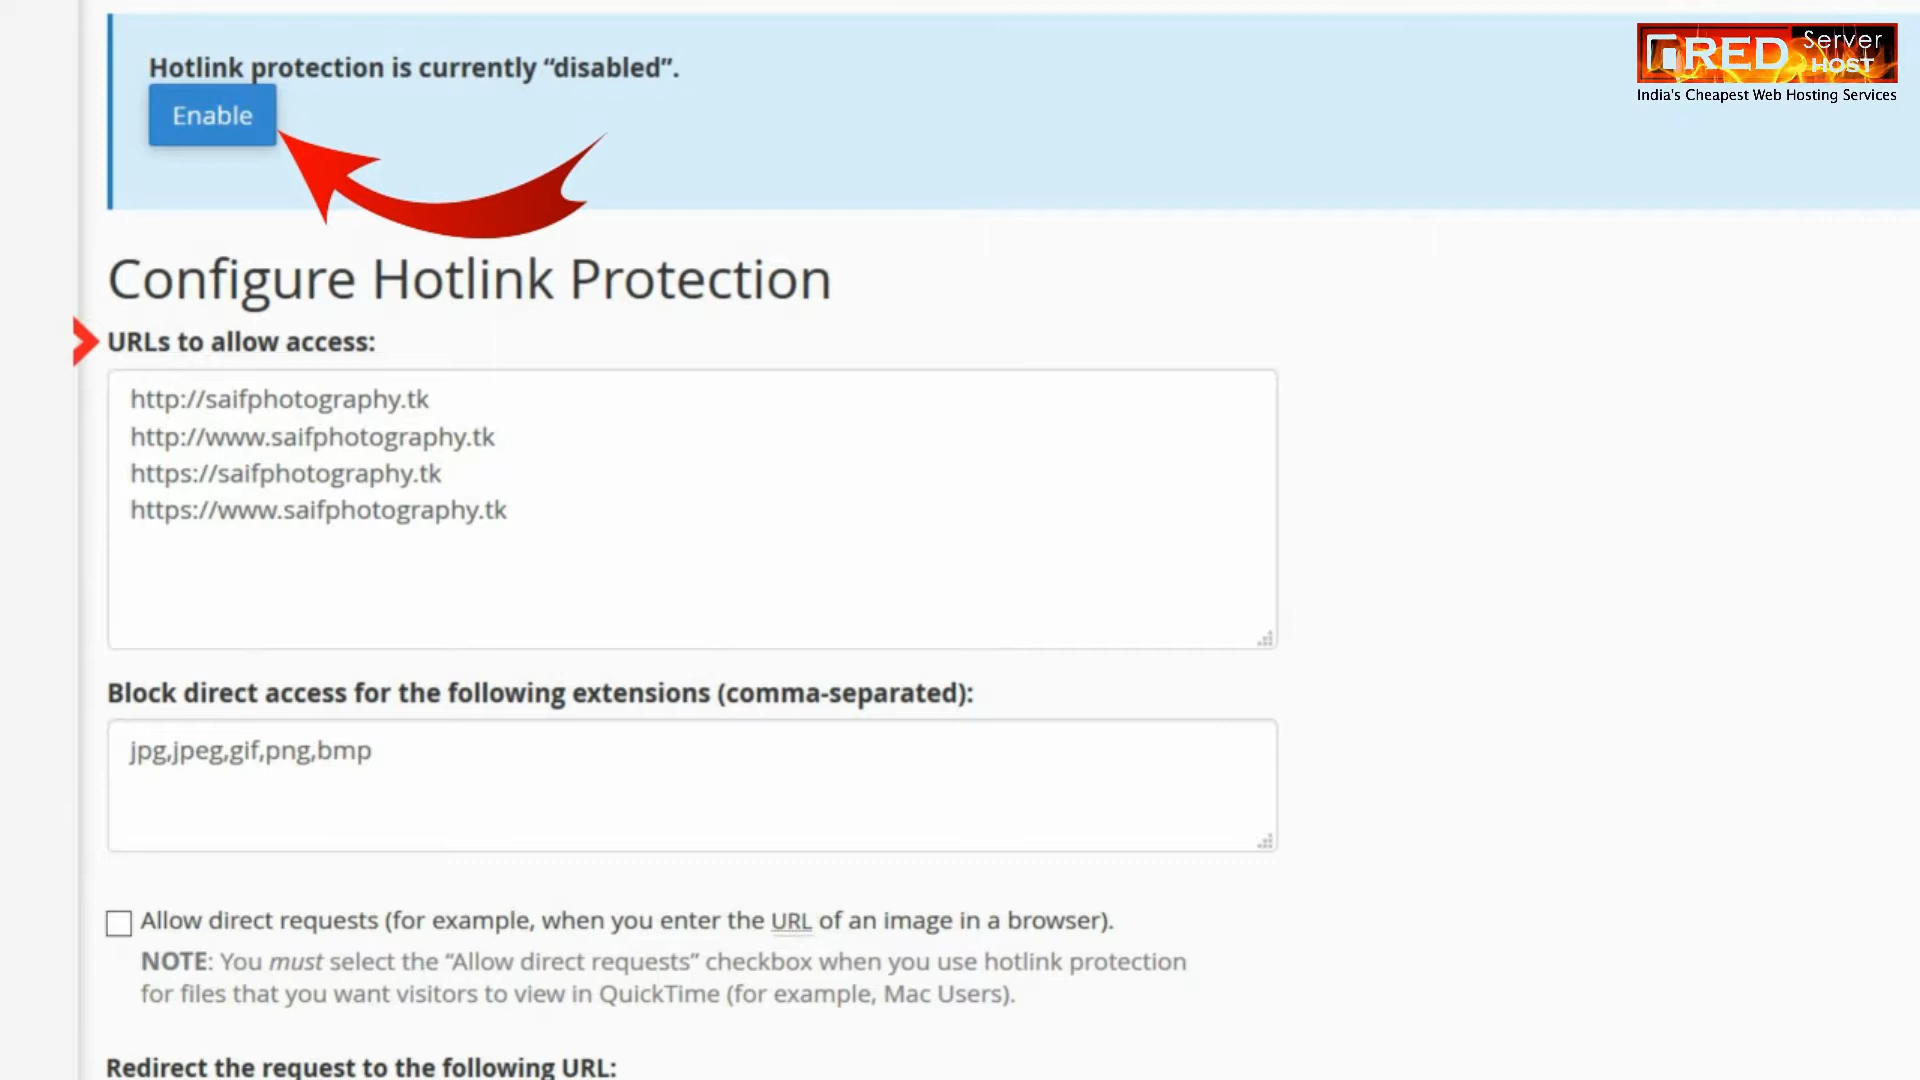 Hotlink protection is currently “disabled”.
Enable
RED Server HOST
India's Cheapest Web Hosting Services
Configure Hotlink Protection
URLs to allow access:
http://saifphotography.tk
http://www.saifphotography.tk
https://saifphotography.tk
https://www.saifphotography.tk
Block direct access for the following extensions (comma-separated):
jpg,jpeg,gif,png,bmp
Allow direct requests (for example, when you enter the URL of an image in a browser).
NOTE: You must select the “Allow direct requests” checkbox when you use hotlink protection
for files that you want visitors to view in QuickTime (for example, Mac Users).
Redirect the request to the following URL: